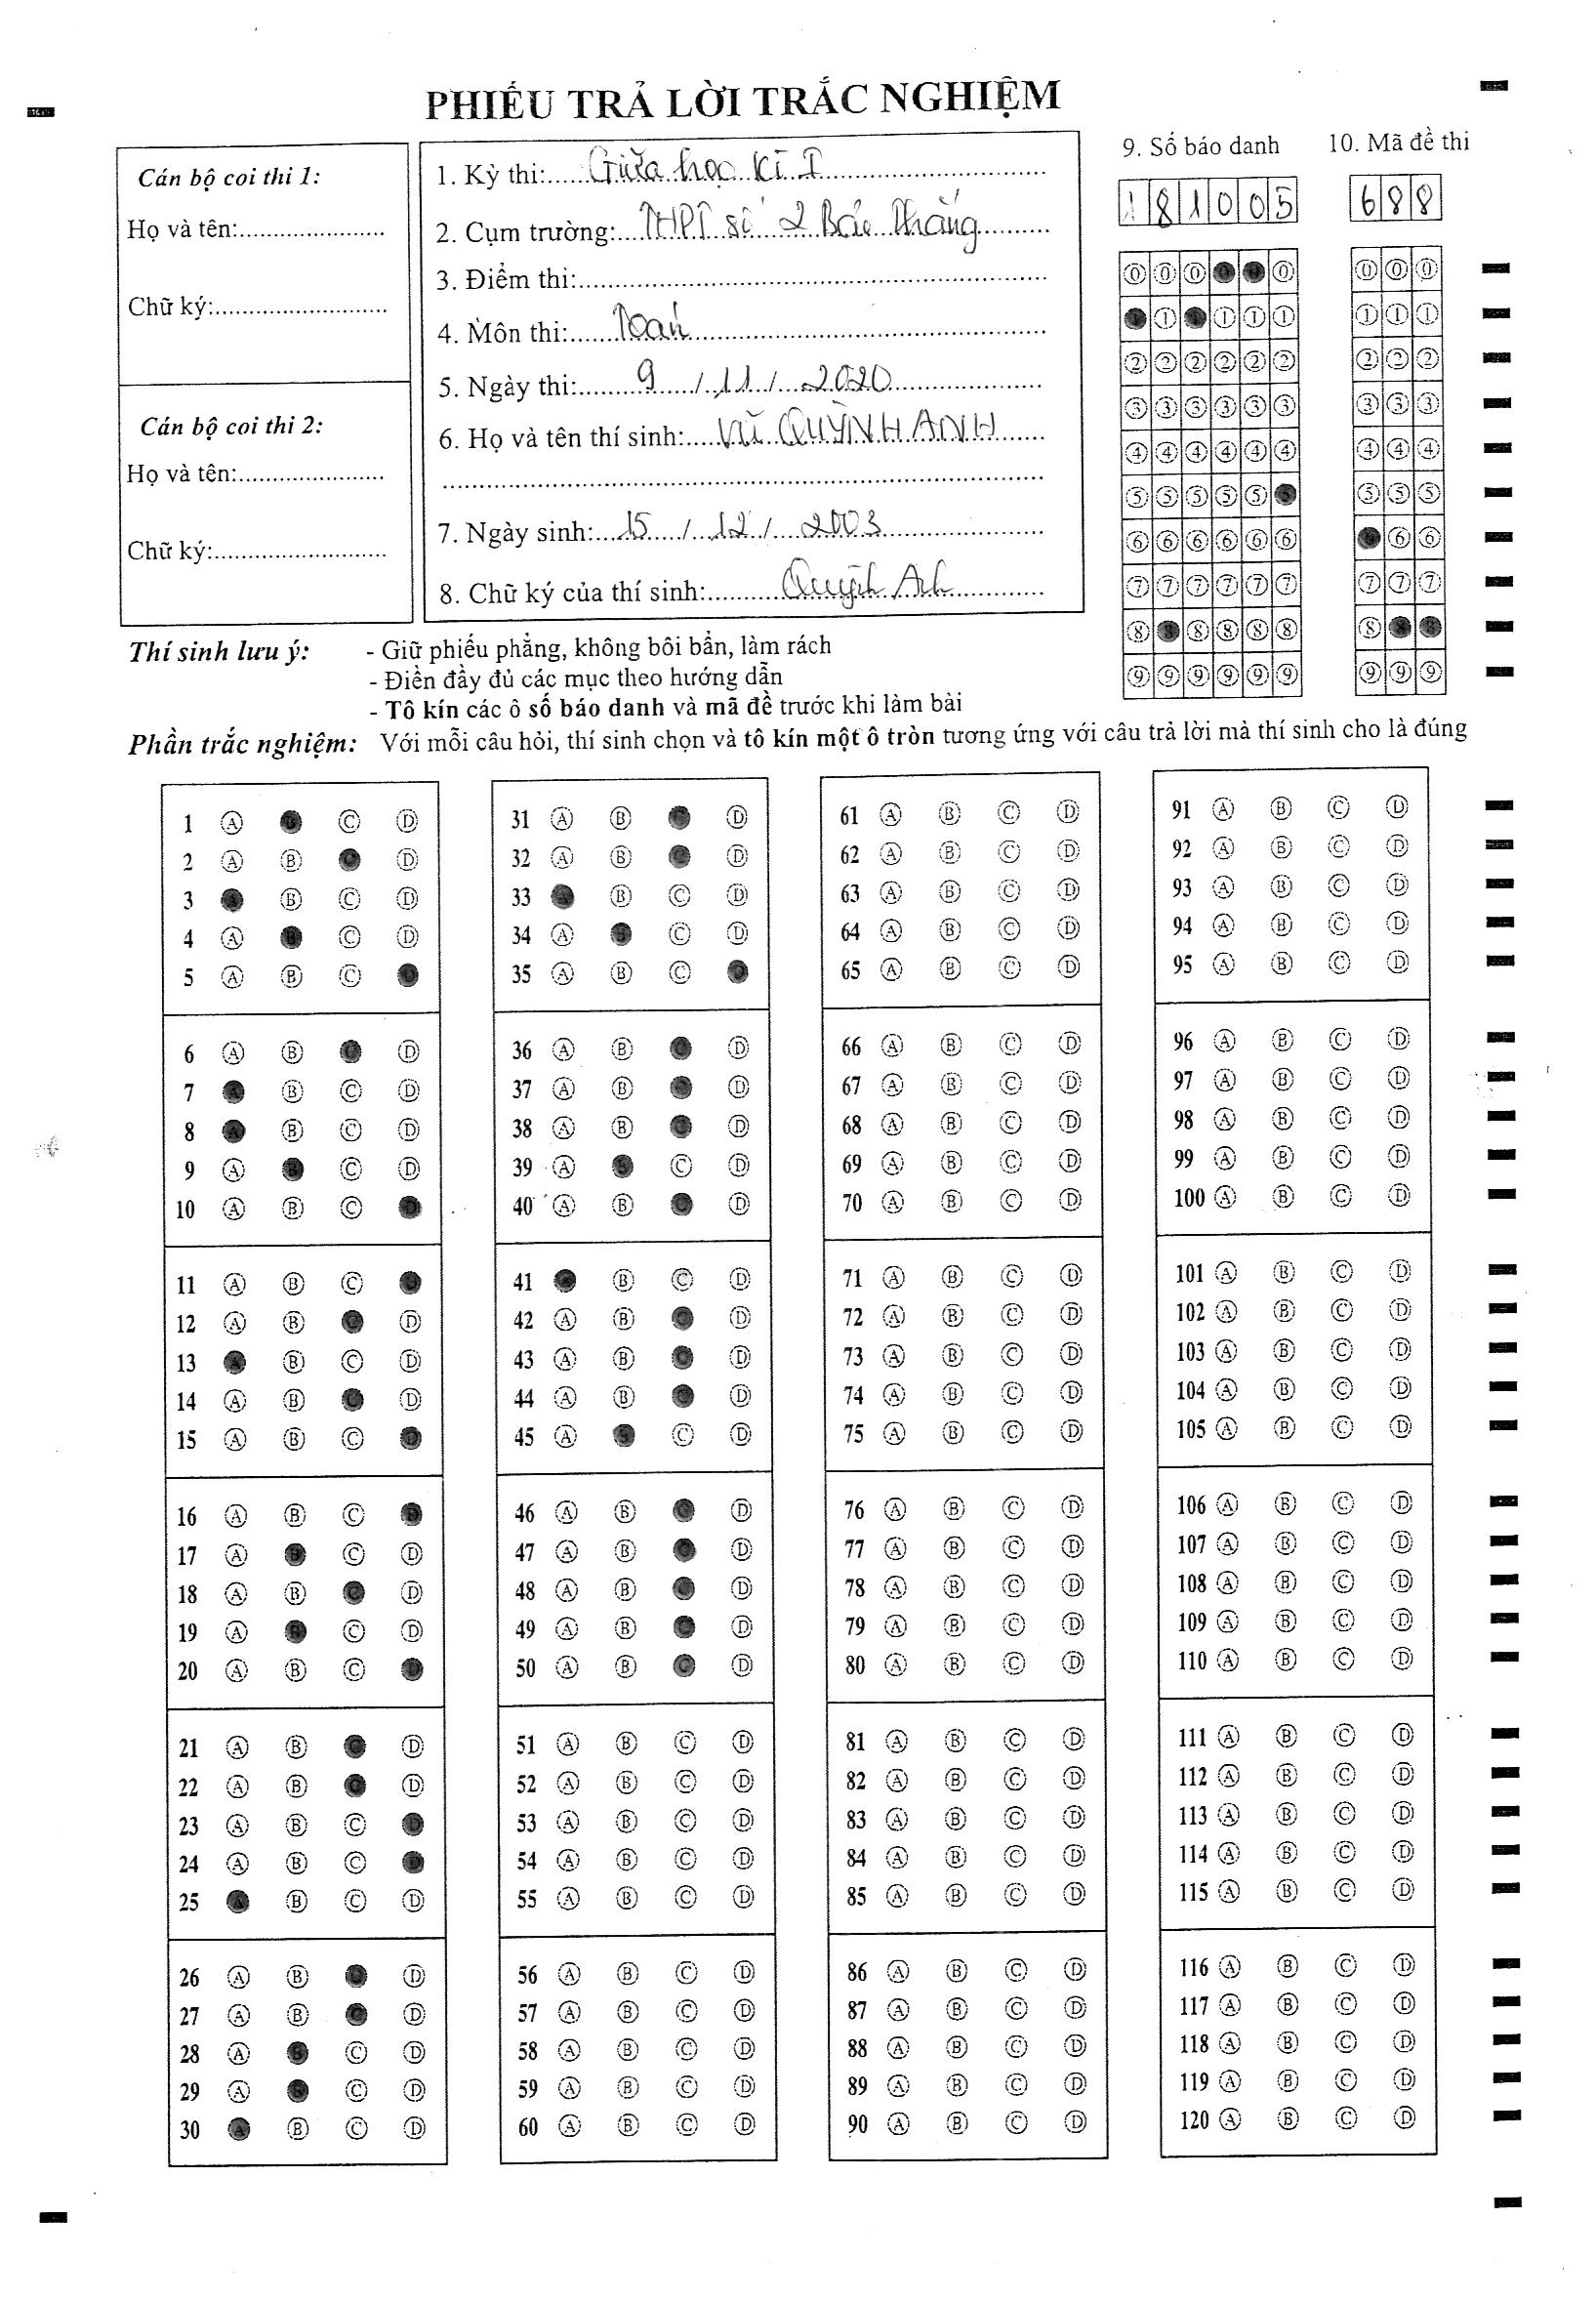 PHIẾU TRẢ LỜI TRẮC NGHIỆM
Cán bộ coi thi 1:
Họ và tên:.....................
Chữ ký:.........................
Cán bộ coi thi 2:
Họ và tên:.....................
Chữ ký:.........................
1. Kỳ thi: Giữa học kì I
2. Cụm trường: THPT số 2 Bảo Thắng
3. Điểm thi:
4. Môn thi: Toán
5. Ngày thi: 9 / 11 / 2020
6. Họ và tên thí sinh: VŨ QUỲNH ANH
7. Ngày sinh: 15 / 12 / 2003
8. Chữ ký của thí sinh: Quỳnh Anh
9. Số báo danh
181005
0 0 0 0 0 0
1 1 1 1 1 1
2 2 2 2 2 2
3 3 3 3 3 3
4 4 4 4 4 4
5 5 5 5 5 5
6 6 6 6 6 6
7 7 7 7 7 7
8 8 8 8 8 8
9 9 9 9 9 9
10. Mã đề thi
688
0 0 0
1 1 1
2 2 2
3 3 3
4 4 4
5 5 5
6 6 6
7 7 7
8 8 8
9 9 9
Thí sinh lưu ý:
- Giữ phiếu phẳng, không bôi bẩn, làm rách
- Điền đầy đủ các mục theo hướng dẫn
- Tô kín các ô số báo danh và mã đề trước khi làm bài
Phần trắc nghiệm: Với mỗi câu hỏi, thí sinh chọn và tô kín một ô tròn tương ứng với câu trả lời mà thí sinh cho là đúng
1 A B C D
2 A B C D
3 A B C D
4 A B C D
5 A B C D
6 A B C D
7 A B C D
8 A B C D
9 A B C D
10 A B C D
11 A B C D
12 A B C D
13 A B C D
14 A B C D
15 A B C D
16 A B C D
17 A B C D
18 A B C D
19 A B C D
20 A B C D
21 A B C D
22 A B C D
23 A B C D
24 A B C D
25 A B C D
26 A B C D
27 A B C D
28 A B C D
29 A B C D
30 A B C D
31 A B C D
32 A B C D
33 A B C D
34 A B C D
35 A B C D
36 A B C D
37 A B C D
38 A B C D
39 A B C D
40 A B C D
41 A B C D
42 A B C D
43 A B C D
44 A B C D
45 A B C D
46 A B C D
47 A B C D
48 A B C D
49 A B C D
50 A B C D
51 A B C D
52 A B C D
53 A B C D
54 A B C D
55 A B C D
56 A B C D
57 A B C D
58 A B C D
59 A B C D
60 A B C D
61 A B C D
62 A B C D
63 A B C D
64 A B C D
65 A B C D
66 A B C D
67 A B C D
68 A B C D
69 A B C D
70 A B C D
71 A B C D
72 A B C D
73 A B C D
74 A B C D
75 A B C D
76 A B C D
77 A B C D
78 A B C D
79 A B C D
80 A B C D
81 A B C D
82 A B C D
83 A B C D
84 A B C D
85 A B C D
86 A B C D
87 A B C D
88 A B C D
89 A B C D
90 A B C D
91 A B C D
92 A B C D
93 A B C D
94 A B C D
95 A B C D
96 A B C D
97 A B C D
98 A B C D
99 A B C D
100 A B C D
101 A B C D
102 A B C D
103 A B C D
104 A B C D
105 A B C D
106 A B C D
107 A B C D
108 A B C D
109 A B C D
110 A B C D
111 A B C D
112 A B C D
113 A B C D
114 A B C D
115 A B C D
116 A B C D
117 A B C D
118 A B C D
119 A B C D
120 A B C D